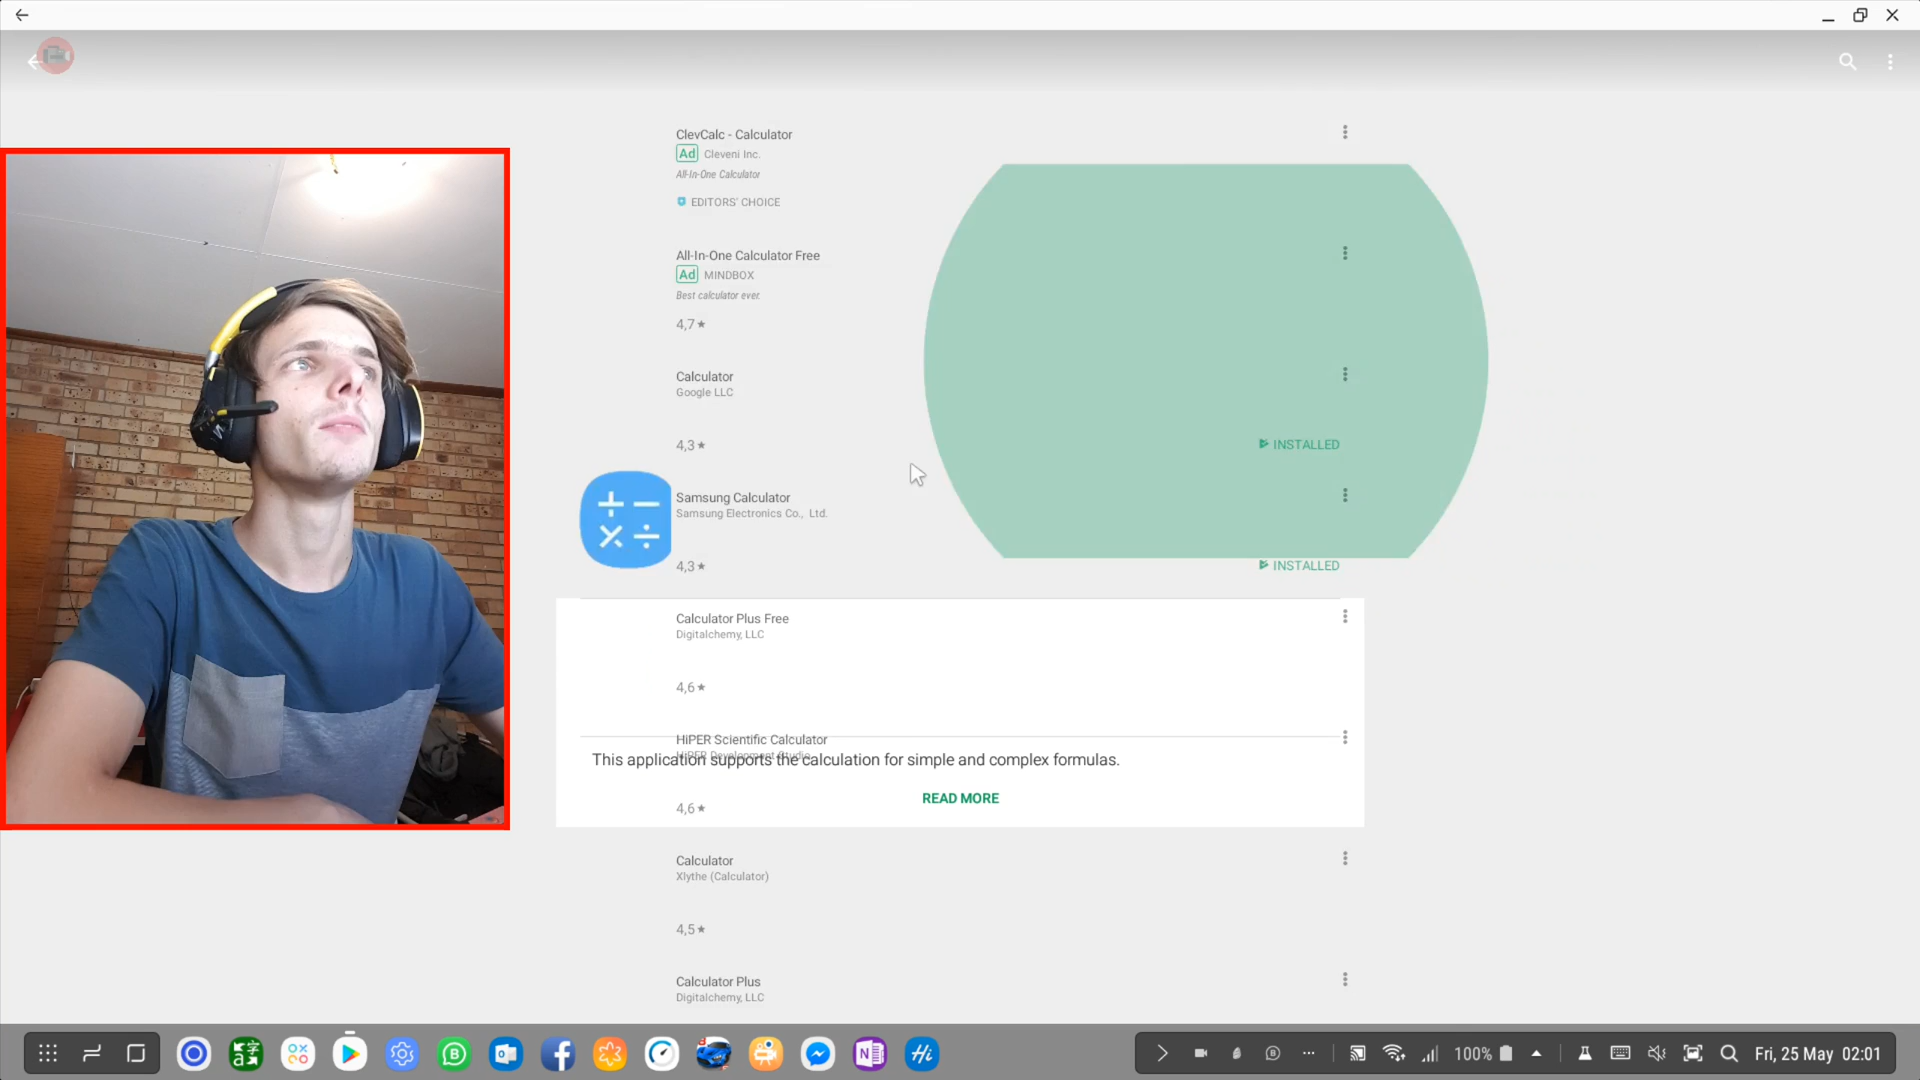 ClevCalc - Calculator
Ad Cleveni Inc.
All-In-One Calculator
EDITORS' CHOICE
All-In-One Calculator Free
Ad MINDBOX
Best calculator ever.
4,7★
Calculator
Google LLC
4,3★
INSTALLED
Samsung Calculator
Samsung Electronics Co., Ltd.
4,3★
INSTALLED
Calculator Plus Free
Digitalchemy, LLC
4,6★
HiPER Scientific Calculator
HiPER Development Studio
This application supports the calculation for simple and complex formulas.
READ MORE
4,6★
Calculator
Xlythe (Calculator)
4,5★
Calculator Plus
Digitalchemy, LLC
Hi
100%
Fri, 25 May 02:01